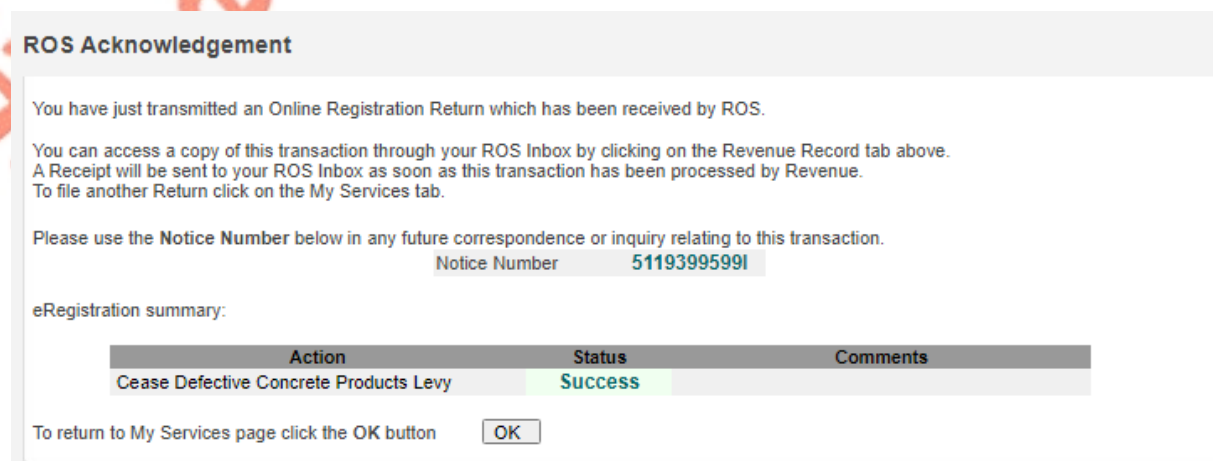 ROS Acknowledgement
You have just transmitted an Online Registration Return which has been received by ROS.
You can access a copy of this transaction through your ROS Inbox by clicking on the Revenue Record tab above.
A Receipt will be sent to your ROS Inbox as soon as this transaction has been processed by Revenue.
To file another Return click on the My Services tab.
Please use the Notice Number below in any future correspondence or inquiry relating to this transaction.
Notice Number 5119399599I
eRegistration summary:
Action Status Comments
Cease Defective Concrete Products Levy Success
To return to My Services page click the OK button OK